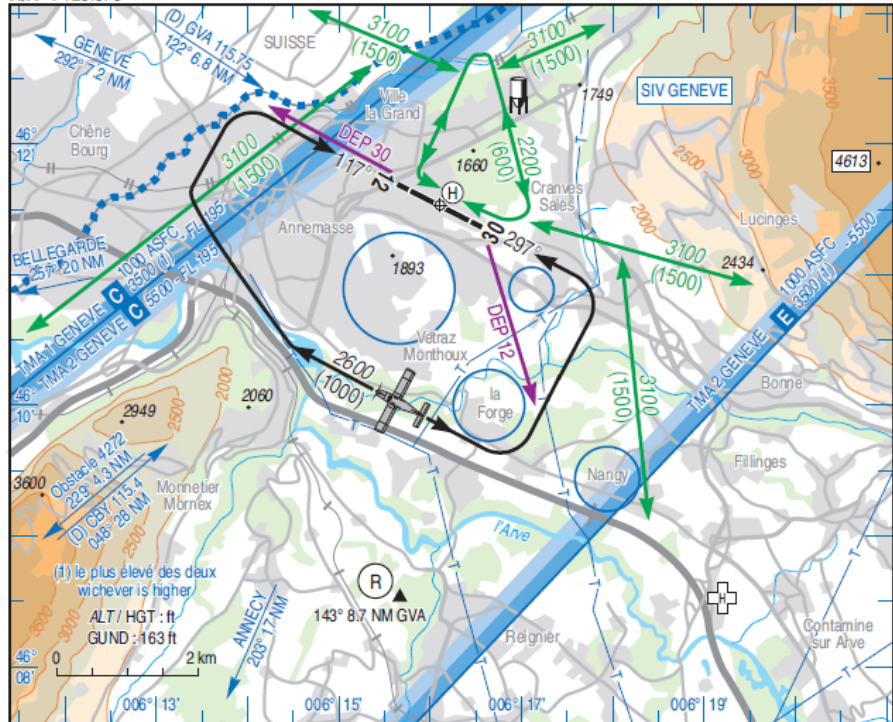 3100
(1500)
(D) GVA 115.75
122° 6.8 NM
GENEVE
292° 7.2 NM
SUISSE
3100
(1500)
1749
SIV GENEVE
3500
3000
2500
2000
Ville
la Grand
46°
12'
Chêne
Bourg
DEP 30
117°
12
1660
2200
(600)
4613
3100
(1500)
H
Cranves
Sales
Lucinges
Annemasse
30
297°
3100
(1500)
2434
BELLEGARDE
257° 20 NM
1893
TMA 1 GENEVE C 1000 ASFC
3500 (1) - FL 195
TMA 2 GENEVE C 5500 - FL 195
DEP 12
TMA 2 GENEVE E 1000 ASFC
3500 (1) - 5500
Vetraz
Monthoux
2600
(1000)
3100
(1500)
Bonne
46°
10'
2949
2500
2000
2060
la
Forge
Obstacle 4272
229° 4.3 NM
(D) CBY 115.4
048° 28 NM
3600
Monnetier
Mornex
Nangy
Fillinges
2000
2500
3000
3500
l'Arve
T
(1) le plus élevé des deux
wichever is higher
ALT / HGT : ft
GUND : 163 ft
R
143° 8.7 NM GVA
ANNECY
203° 17 NM
H
Contamine
sur Arve
Reignier
0
2 km
46°
08'
006° 13'
006° 15'
006° 17'
006° 19'